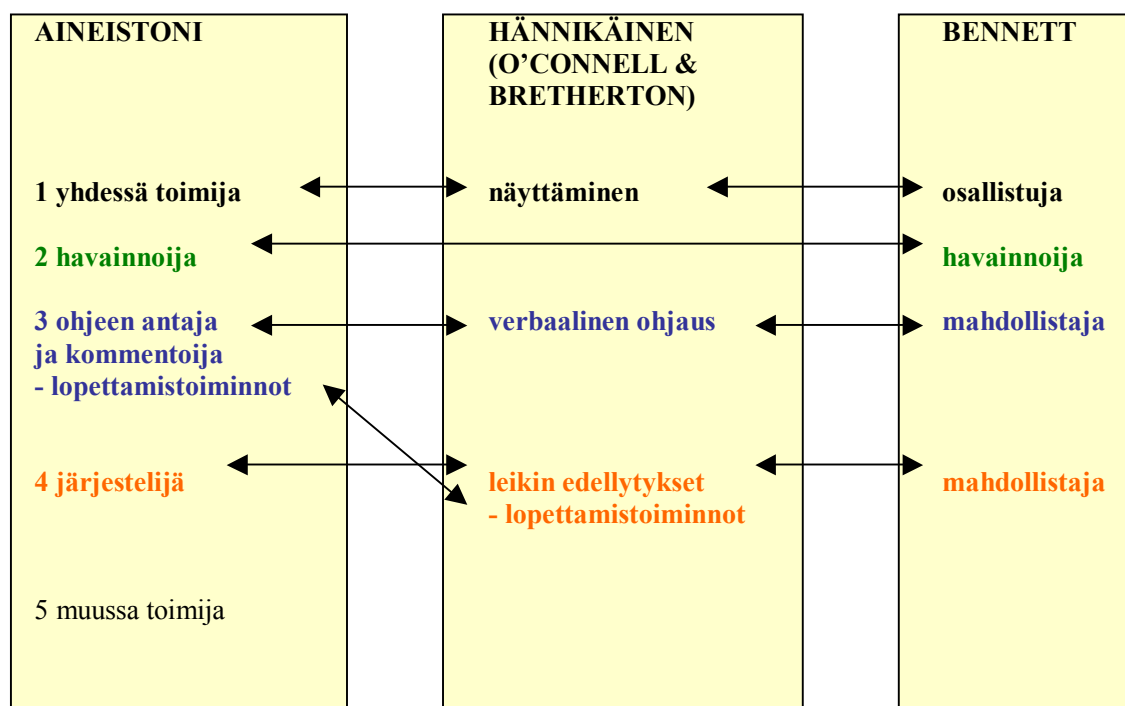 AINEISTONI
1 yhdessä toimija
2 havainnoija
3 ohjeen antaja
ja kommentoija
- lopettamistoiminnot
4 järjestelijä
5 muussa toimija
HÄNNIKÄINEN
(O’CONNELL &
BRETHERTON)
näyttäminen
verbaalinen ohjaus
leikin edellytykset
- lopettamistoiminnot
BENNETT
osallistuja
havainnoija
mahdollistaja
mahdollistaja